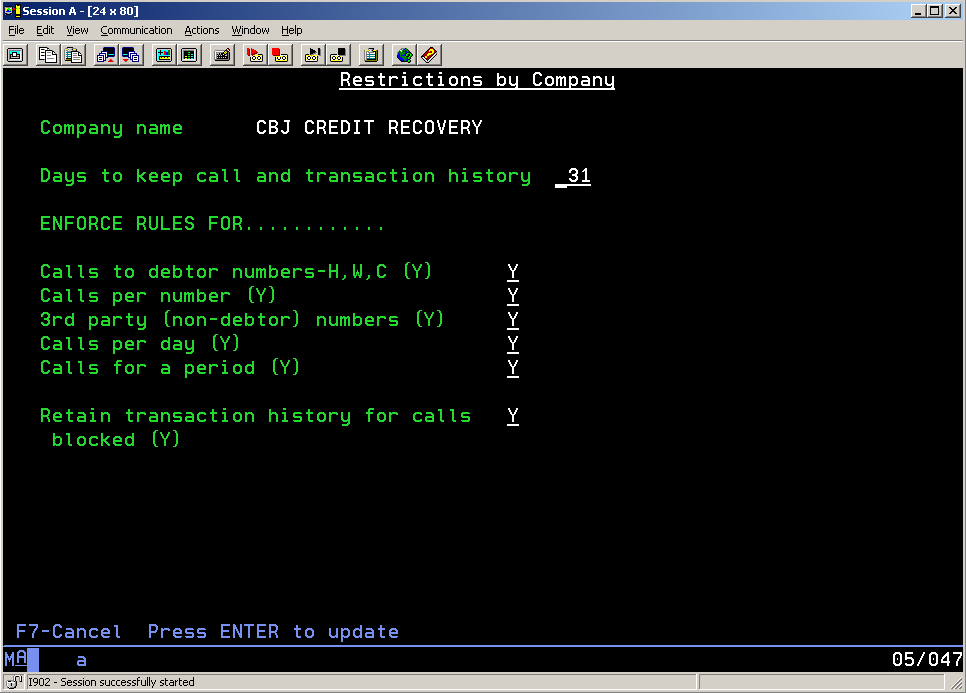 Session A - [24 x 80]
File Edit View Communication Actions Window Help
Restrictions by Company
Company name CBJ CREDIT RECOVERY
Days to keep call and transaction history _31
ENFORCE RULES FOR............
Calls to debtor numbers-H,W,C (Y) Y
Calls per number (Y) Y
3rd party (non-debtor) numbers (Y) Y
Calls per day (Y) Y
Calls for a period (Y) Y
Retain transaction history for calls Y
blocked (Y)
F7-Cancel Press ENTER to update
MA a 05/047
I902 - Session successfully started